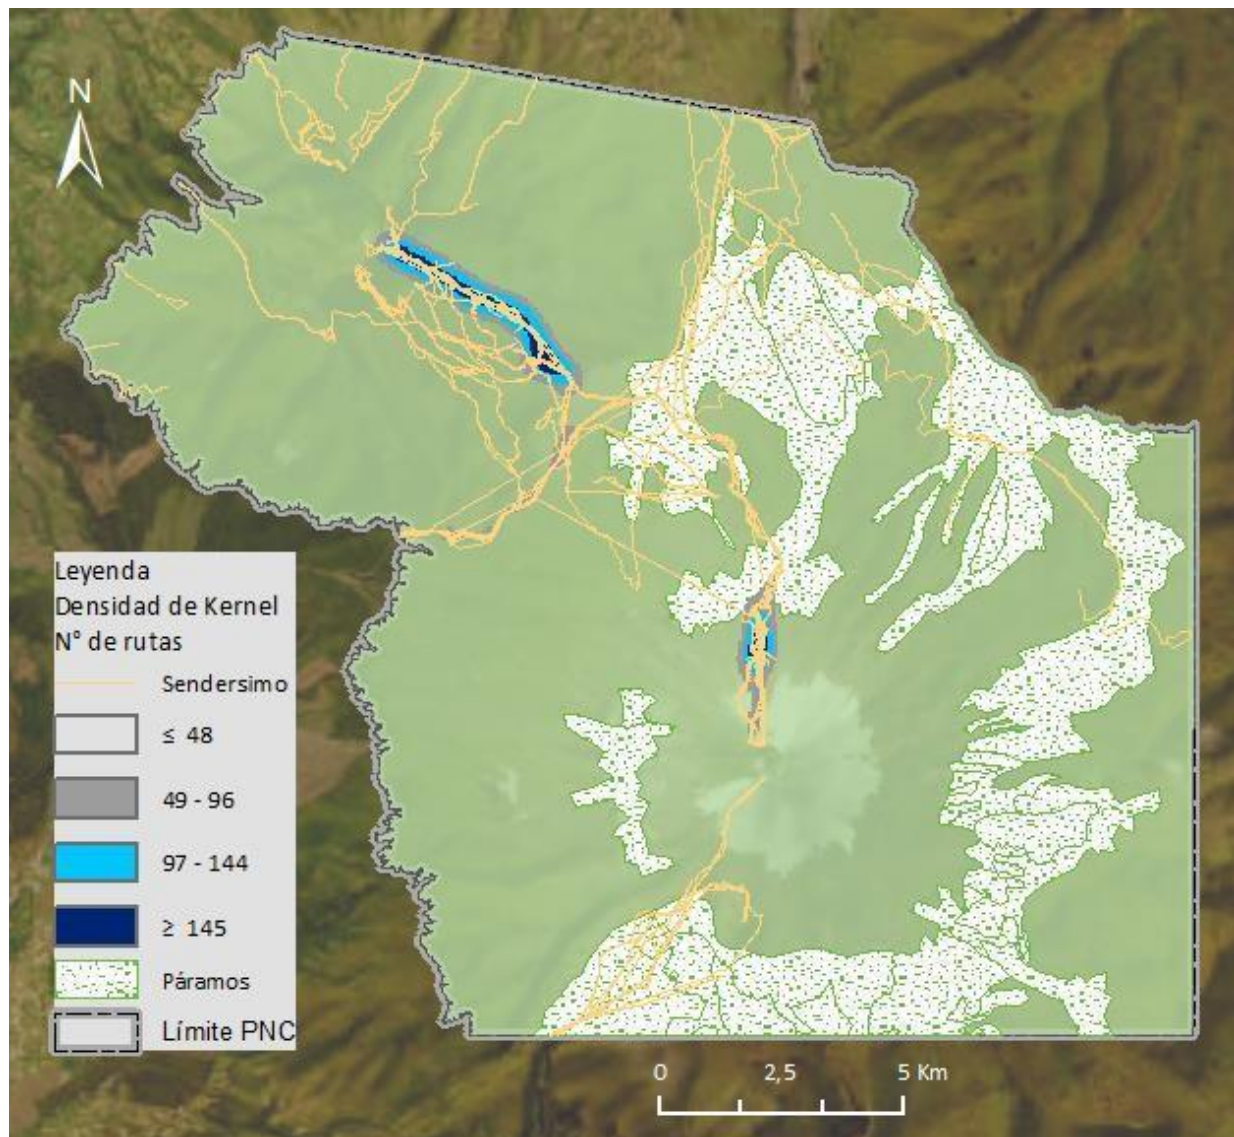 N
Leyenda
Densidad de Kernel
N° de rutas
Sendersimo
≤ 48
49 - 96
97 - 144
≥ 145
Páramos
Límite PNC
0 2,5 5 Km